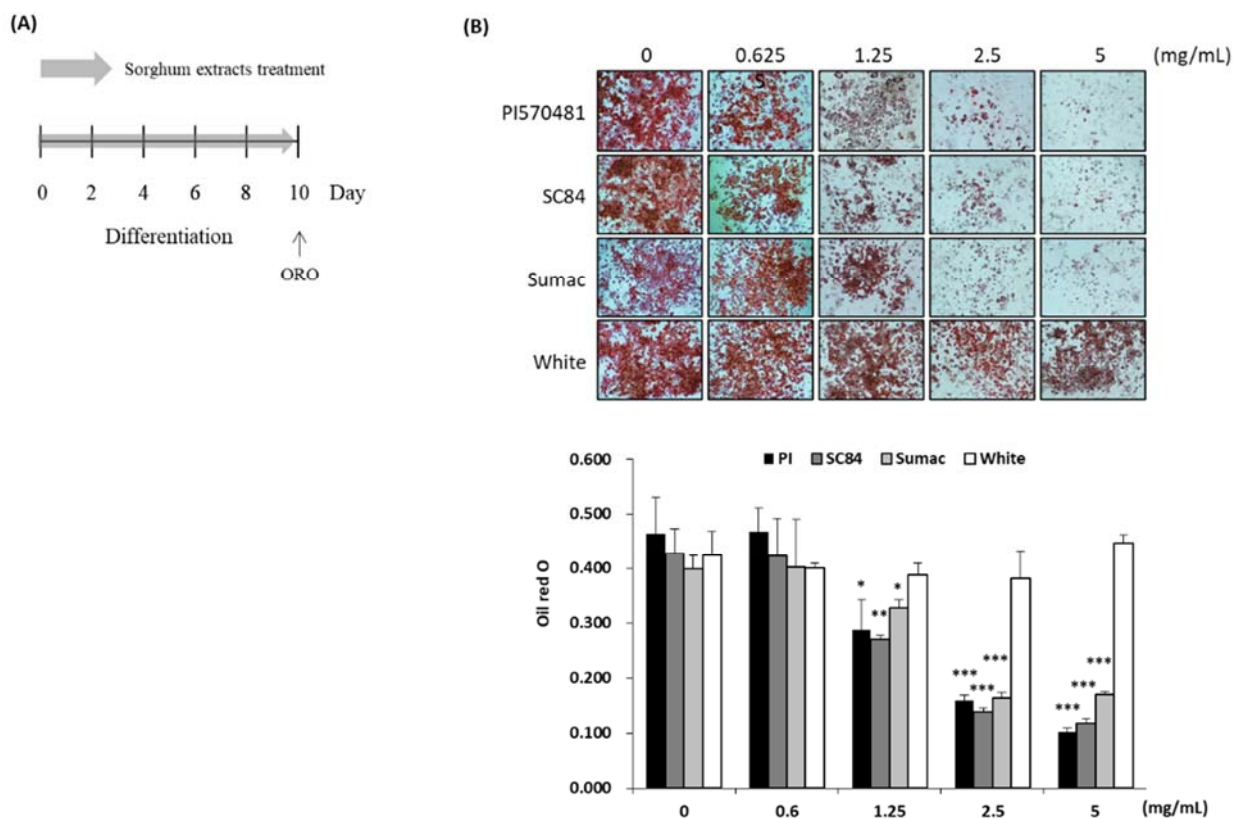 (A)
Sorghum extracts treatment
0 2 4 6 8 10 Day
Differentiation
ORO
(B)
0 0.625 1.25 2.5 5 (mg/mL)
S
PI570481
SC84
Sumac
White
PI SC84 Sumac White
0.600
0.500
0.400
0.300
0.200
0.100
0.000
Oil red O
* ** *
*** *** ***
*** *** ***
0 0.6 1.25 2.5 5 (mg/mL)